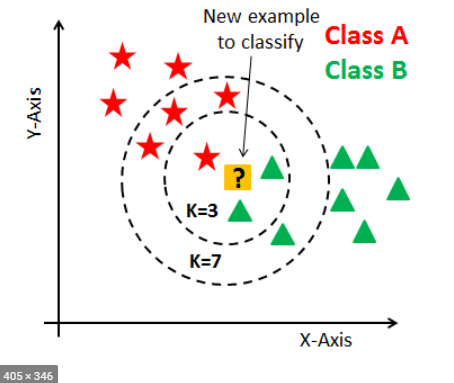 New example
to classify
Class A
Class B
Y-Axis
?
K=3
K=7
X-Axis
405 × 346